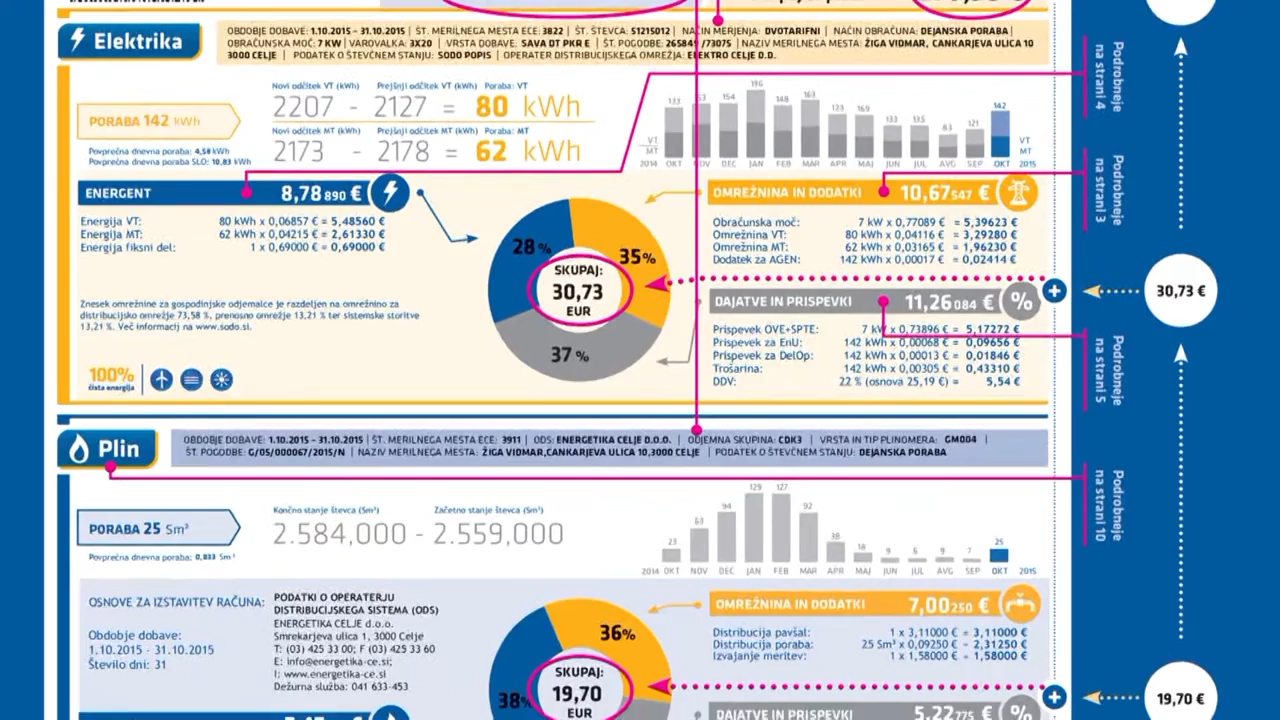 Elektrika
OBDOBJE DOBAVE: 1.10.2015 - 31.10.2015 | ŠT. MERILNEGA MESTA ECE: 3822 | ŠT. ŠTEVCA: 51215012 | NAČIN MERJENJA: DVOTARIFNI | NAČIN OBRAČUNA: DEJANSKA PORABA |
OBRAČUNSKA MOČ: 7 KW | VAROVALKA: 3X20 | VRSTA DOBAVE: SAVA DT PKR E | ŠT. POGODBE: 265849 /73075 | NAZIV MERILNEGA MESTA: ŽIGA VIDMAR, CANKARJEVA ULICA 10
3000 CELJE | PODATEK O ŠTEVČNEM STANJU: SODO POPIS | OPERATER DISTRIBUCIJSKEGA OMREŽJA: ELEKTRO CELJE D.D.
Podrobneje
na strani 4
PORABA 142 kWh
Povprečna dnevna poraba: 4,58 kWh
Povprečna dnevna poraba SLO: 10,83 kWh
Novi odčitek VT (kWh) Prejšnji odčitek VT (kWh) Poraba: VT
2207 - 2127 = 80 kWh
Novi odčitek MT (kWh) Prejšnji odčitek MT (kWh) Poraba: MT
2173 - 2178 = 62 kWh
133 153 154 196 148 163 123 169 133 135 83 121 142
VT
MT
VT
MT
2014 OKT NOV DEC JAN FEB MAR APR MAJ JUN JUL AVG SEP OKT 2015
Podrobneje
na strani 3
ENERGENT 8,78 890 €
Energija VT: 80 kWh x 0,06857 € = 5,48560 €
Energija MT: 62 kWh x 0,04215 € = 2,61330 €
Energija fiksni del: 1 x 0,69000 € = 0,69000 €
28 %
35%
37 %
SKUPAJ:
30,73
EUR
OMREŽNINA IN DODATKI 10,67 547 €
Obračunska moč: 7 kW x 0,77089 € = 5,39623 €
Omrežnina VT: 80 kWh x 0,04116 € = 3,29280 €
Omrežnina MT: 62 kWh x 0,03165 € = 1,96230 €
Dodatek za AGEN: 142 kWh x 0,00017 € = 0,02414 €
DAJATVE IN PRISPEVKI 11,26 084 € %
Prispevek OVE+SPTE: 7 kW x 0,73896 € = 5,17272 €
Prispevek za EnU: 142 kWh x 0,00068 € = 0,09656 €
Prispevek za DelOp: 142 kWh x 0,00013 € = 0,01846 €
Trošarina: 142 kWh x 0,00305 € = 0,43310 €
DDV: 22 % (osnova 25,19 €) = 5,54 €
+
30,73 €
Podrobneje
na strani 5
Znesek omrežnine za gospodinjske odjemalce je razdeljen na omrežnino za
distribucijsko omrežje 73,58 %, prenosno omrežje 13,21 % ter sistemske storitve
13,21 %. Več informacij na www.sodo.si.
100%
čista energija
Plin
OBDOBJE DOBAVE: 1.10.2015 - 31.10.2015 | ŠT. MERILNEGA MESTA ECE: 3911 | ODS: ENERGETIKA CELJE D.O.O. | ODJEMNA SKUPINA: CDK3 | VRSTA IN TIP PLINOMERA: GM004 |
ŠT. POGODBE: G/05/000067/2015/N | NAZIV MERILNEGA MESTA: ŽIGA VIDMAR,CANKARJEVA ULICA 10,3000 CELJE | PODATEK O ŠTEVČNEM STANJU: DEJANSKA PORABA
Podrobneje
na strani 10
PORABA 25 Sm³
Povprečna dnevna poraba: 0,833 Sm³
Končno stanje števca (Sm³) Začetno stanje števca (Sm³)
2.584,000 - 2.559,000
23 63 94 129 127 92 38 18 9 6 9 7 25
2014 OKT NOV DEC JAN FEB MAR APR MAJ JUN JUL AVG SEP OKT 2015
OSNOVE ZA IZSTAVITEV RAČUNA:
Obdobje dobave:
1.10.2015 - 31.10.2015
Število dni: 31
PODATKI O OPERATERJU
DISTRIBUCIJSKEGA SISTEMA (ODS)
ENERGETIKA CELJE d.o.o.
Smrekarjeva ulica 1, 3000 Celje
T: (03) 425 33 00; F (03) 425 33 60
E: info@energetika-ce.si;
I: www.energetika-ce.si
Dežurna služba: 041 633-453
36%
38%
SKUPAJ:
19,70
EUR
OMREŽNINA IN DODATKI 7,00 250 €
Distribucija pavšal: 1 x 3,11000 € = 3,11000 €
Distribucija poraba: 25 Sm³ x 0,09250 € = 2,31250 €
Izvajanje meritev: 1 x 1,58000 € = 1,58000 €
+
19,70 €
DAJATVE IN PRISPEVKI 5,22 775 € %